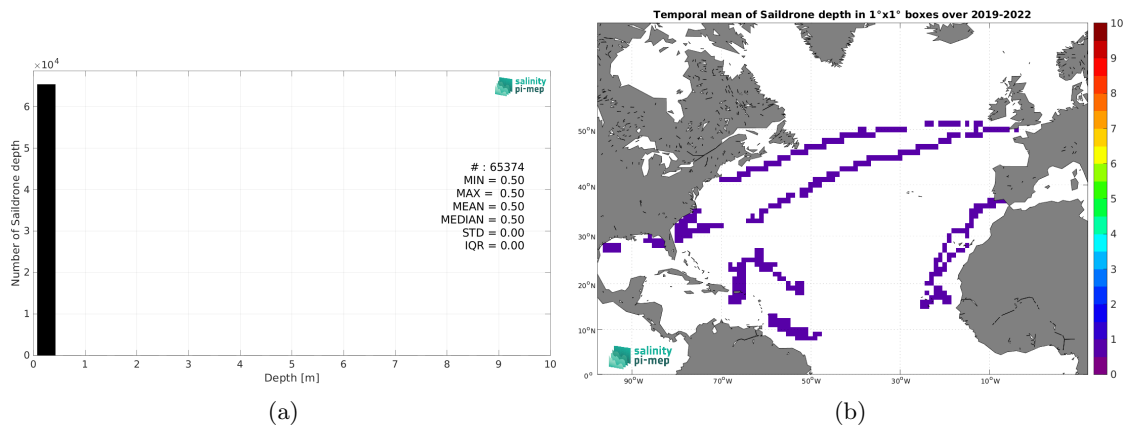 ×10⁴
6
5
4
3
2
1
0
Number of Saildrone depth
salinity
pi-mep
# : 65374
MIN = 0.50
MAX = 0.50
MEAN = 0.50
MEDIAN = 0.50
STD = 0.00
IQR = 0.00
0 1 2 3 4 5 6 7 8 9 10
Depth [m]
(a)
Temporal mean of Saildrone depth in 1°x1° boxes over 2019-2022
50°N
40°N
30°N
20°N
10°N
0°
90°W 70°W 50°W 30°W 10°W
salinity
pi-mep
10
9
8
7
6
5
4
3
2
1
0
(b)